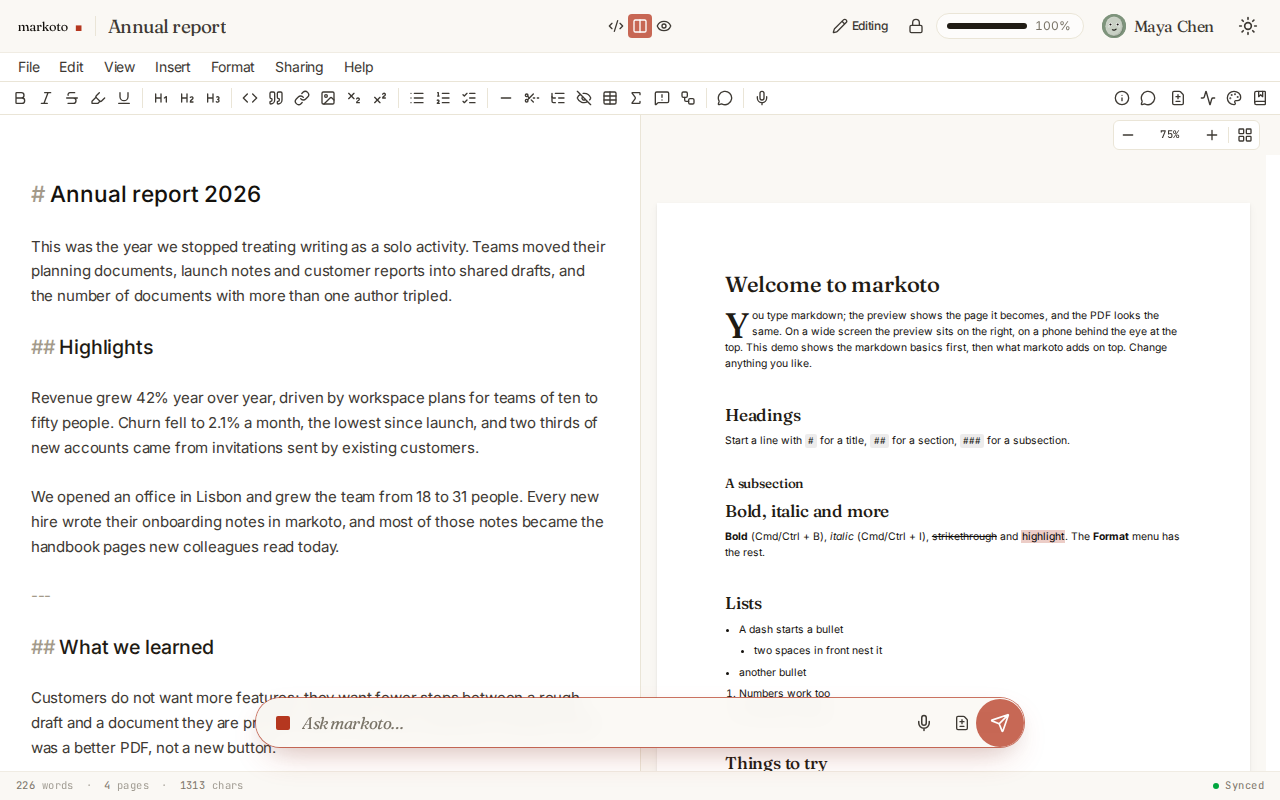 markoto
Annual report
Editing
100%
Maya Chen
File Edit View Insert Format Sharing Help
H1 H2 H3
75%
# Annual report 2026
This was the year we stopped treating writing as a solo activity. Teams moved their
planning documents, launch notes and customer reports into shared drafts, and
the number of documents with more than one author tripled.
## Highlights
Revenue grew 42% year over year, driven by workspace plans for teams of ten to
fifty people. Churn fell to 2.1% a month, the lowest since launch, and two thirds of
new accounts came from invitations sent by existing customers.
We opened an office in Lisbon and grew the team from 18 to 31 people. Every new
hire wrote their onboarding notes in markoto, and most of those notes became the
handbook pages new colleagues read today.
---
## What we learned
Customers do not want more features: they want fewer steps between a rough
draft and a document they are
was a better PDF, not a new button.
Welcome to markoto
You type markdown; the preview shows the page it becomes, and the PDF looks the
same. On a wide screen the preview sits on the right, on a phone behind the eye at the
top. This demo shows the markdown basics first, then what markoto adds on top. Change
anything you like.
Headings
Start a line with # for a title, ## for a section, ### for a subsection.
A subsection
Bold, italic and more
Bold (Cmd/Ctrl + B), italic (Cmd/Ctrl + I), strikethrough and highlight. The Format menu has
the rest.
Lists
• A dash starts a bullet
• two spaces in front nest it
• another bullet
1. Numbers work too
Things to try
Ask markoto...
226 words · 4 pages · 1313 chars
Synced